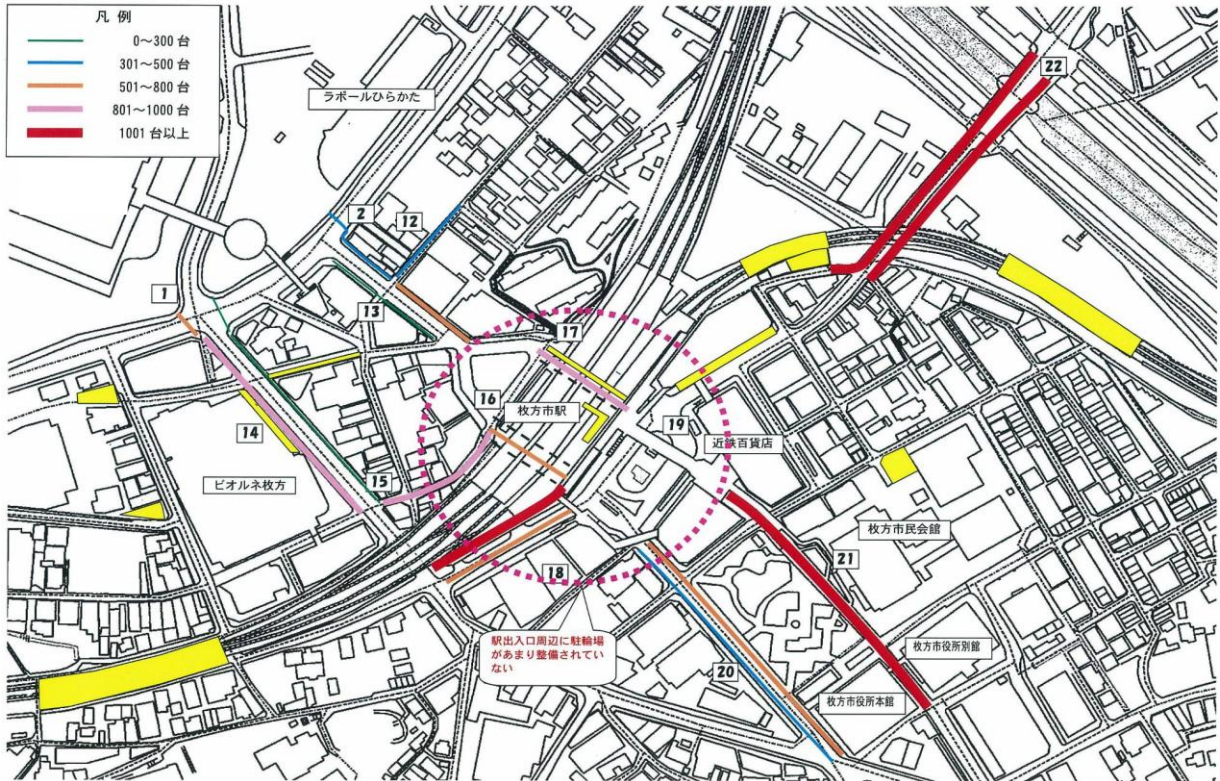 凡例
0～300 台
301～500 台
501～800 台
801～1000 台
1001 台以上
ラポールひらかた
22
2
12
1
13
17
16
枚方市駅
19
近鉄百貨店
14
15
ビオルネ枚方
18
枚方市民会館
21
駅出入口周辺に駐輪場
があまり整備されてい
ない
20
枚方市役所別館
枚方市役所本館